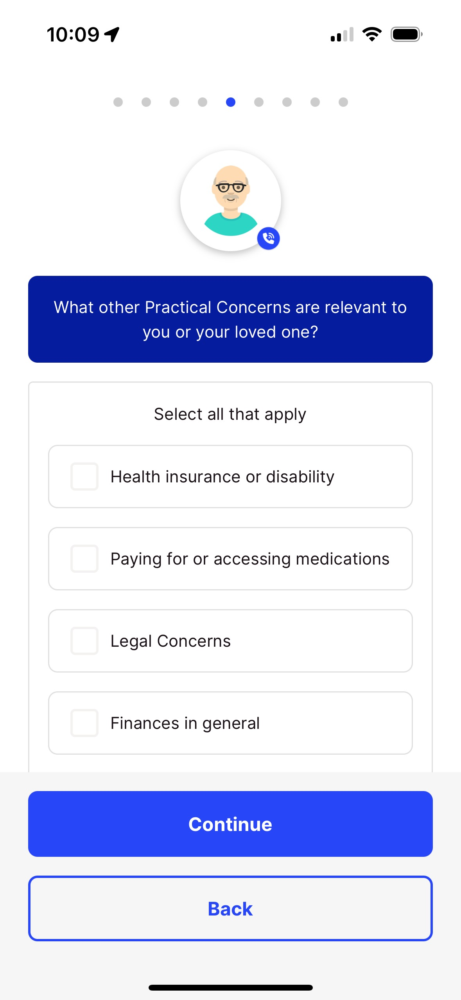 10:09
What other Practical Concerns are relevant to
you or your loved one?
Select all that apply
Health insurance or disability
Paying for or accessing medications
Legal Concerns
Finances in general
Continue
Back